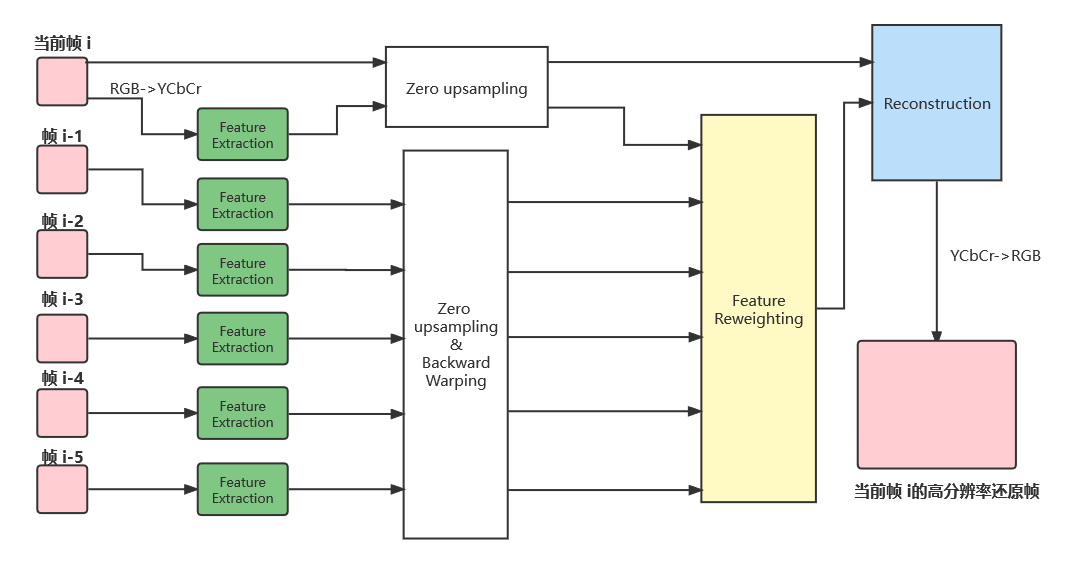 当前帧 i
RGB->YCbCr
Zero upsampling
Reconstruction
Feature
Extraction
帧 i-1
Feature
Extraction
帧 i-2
Feature
Extraction
帧 i-3
Feature
Extraction
帧 i-4
Feature
Extraction
帧 i-5
Feature
Extraction
Zero
upsampling
&
Backward
Warping
Feature
Reweighting
YCbCr->RGB
当前帧 i的高分辨率还原帧